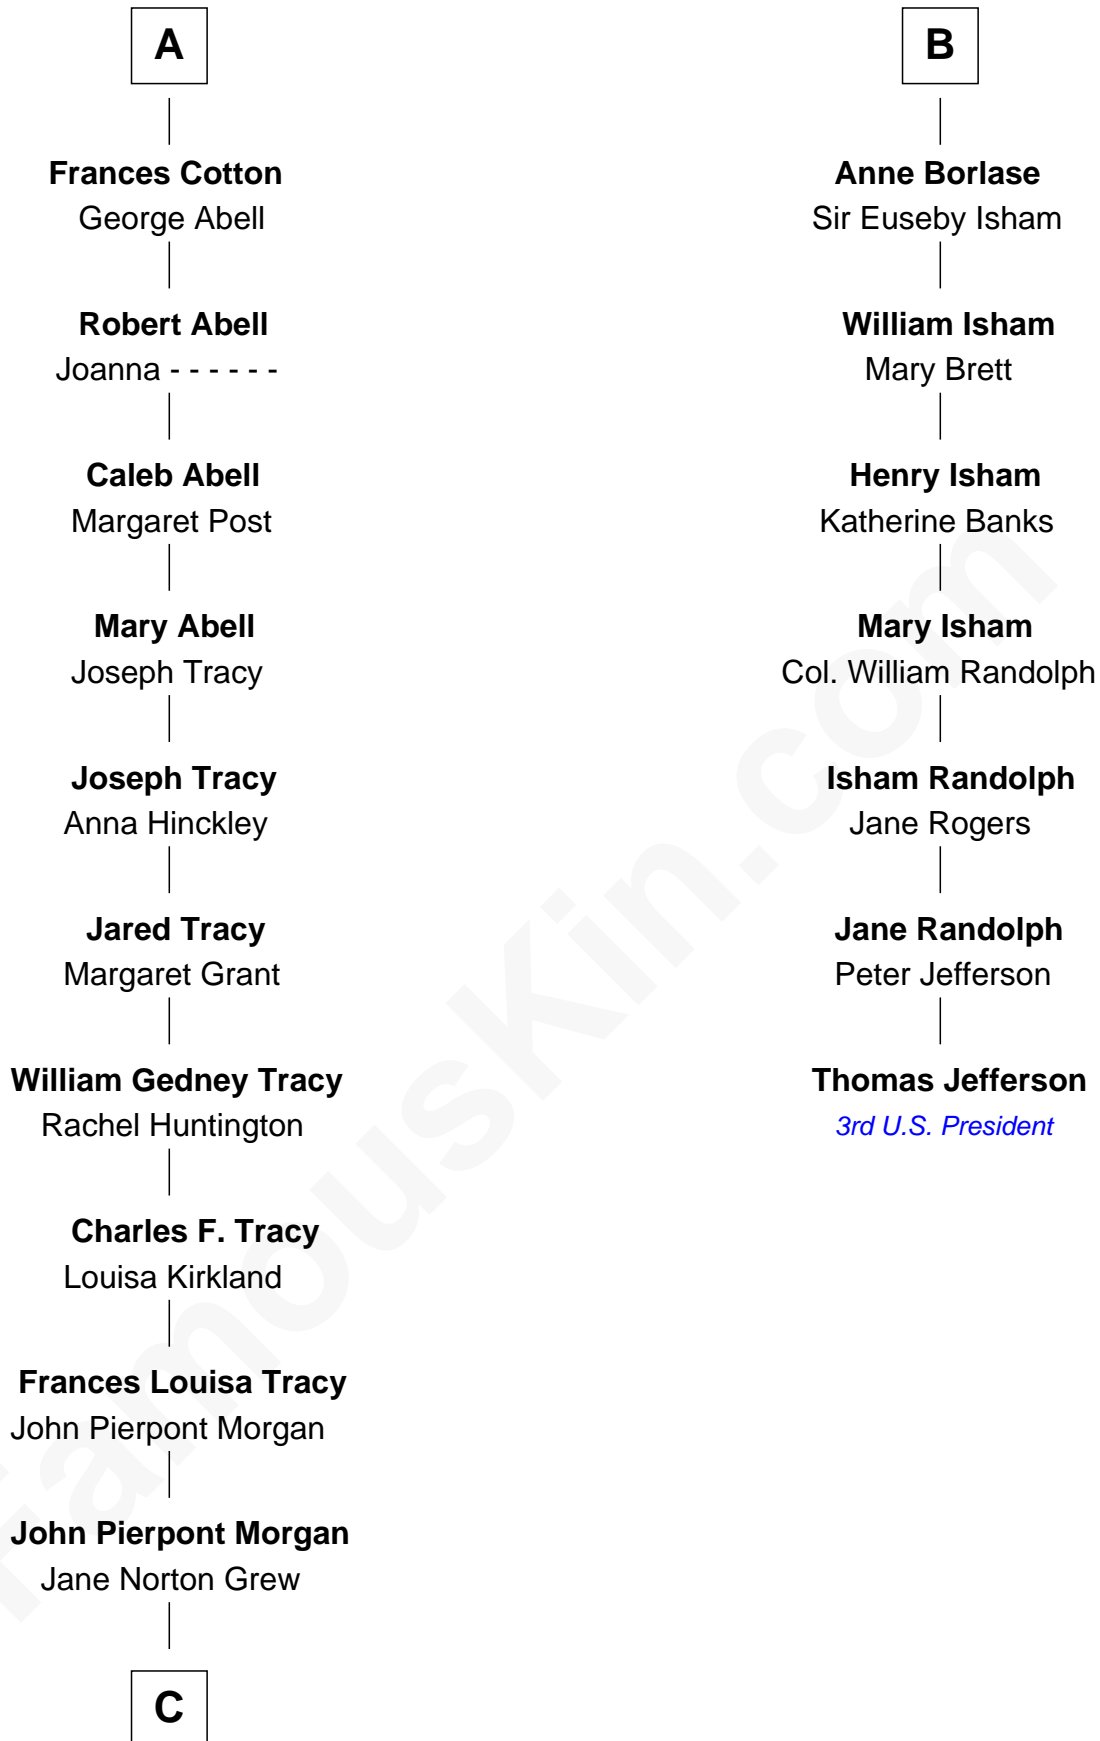 A
Frances Cotton
George Abell
Robert Abell
Joanna - - - - - -
Caleb Abell
Margaret Post
Mary Abell
Joseph Tracy
Joseph Tracy
Anna Hinckley
Jared Tracy
Margaret Grant
William Gedney Tracy
Rachel Huntington
Charles F. Tracy
Louisa Kirkland
Frances Louisa Tracy
John Pierpont Morgan
John Pierpont Morgan
Jane Norton Grew
C
B
Anne Borlase
Sir Euseby Isham
William Isham
Mary Brett
Henry Isham
Katherine Banks
Mary Isham
Col. William Randolph
Isham Randolph
Jane Rogers
Jane Randolph
Peter Jefferson
Thomas Jefferson
3rd U.S. President
FamousKin.com